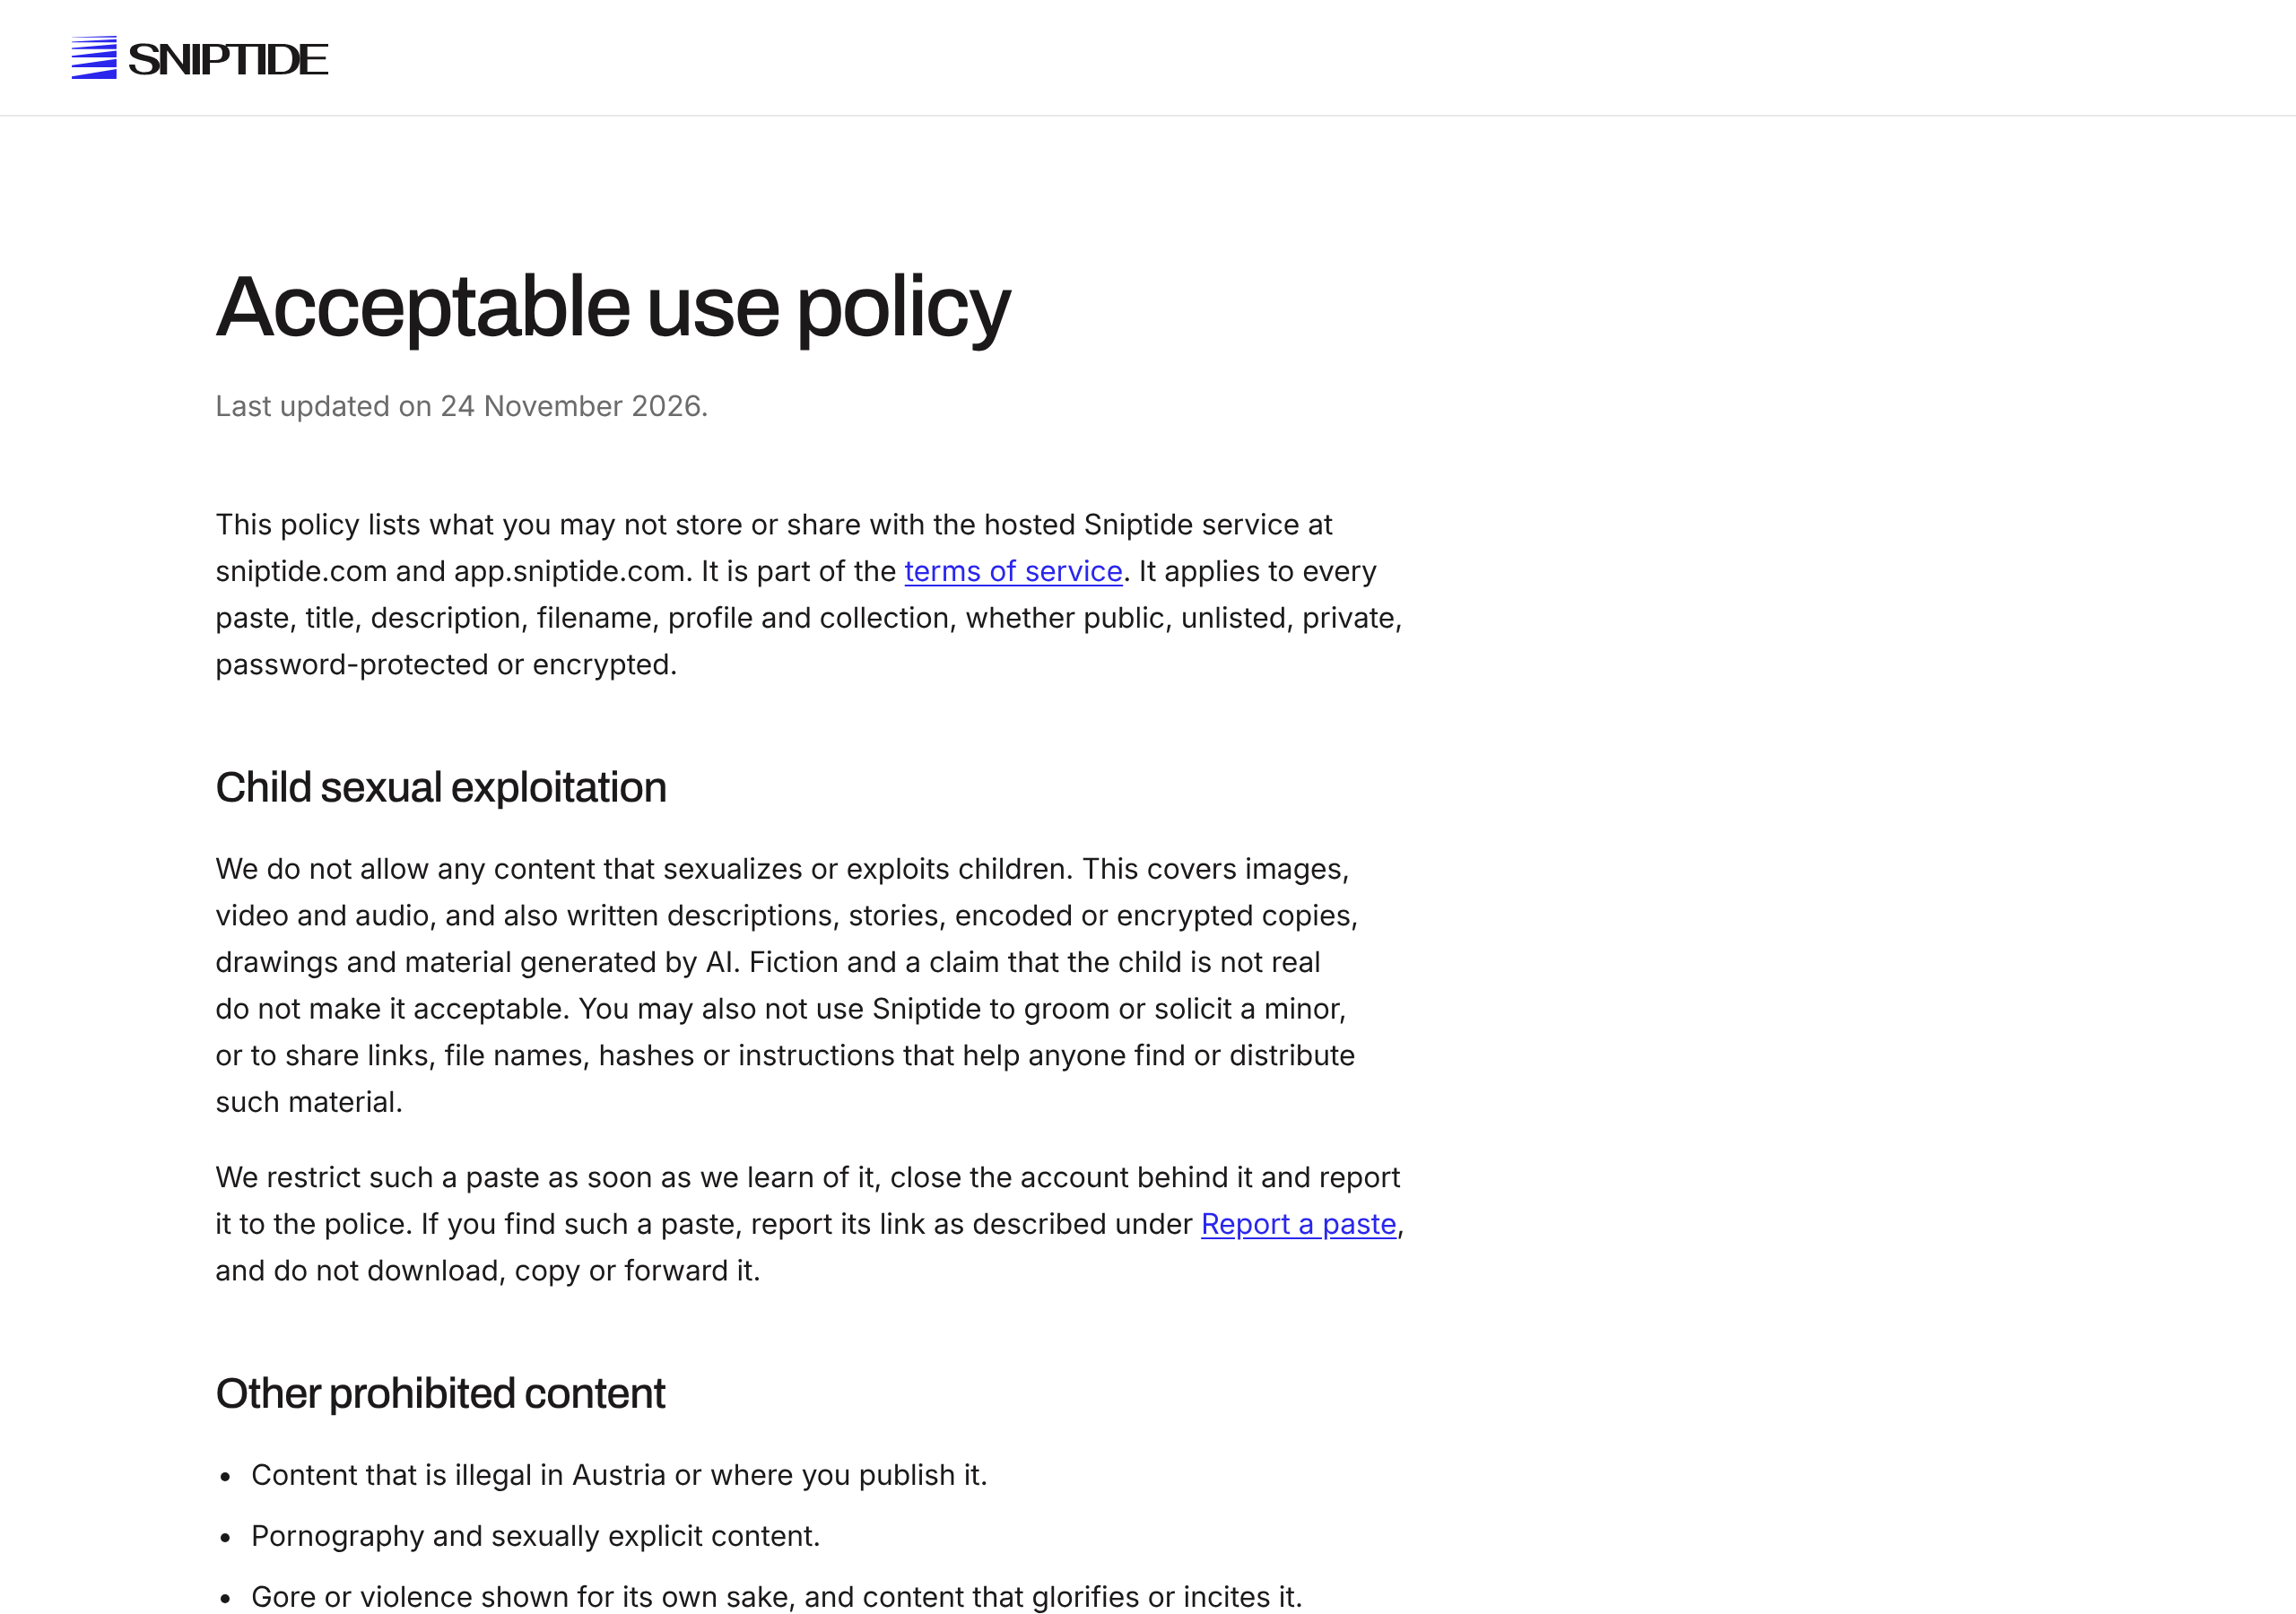 SNIPTIDE
Acceptable use policy
Last updated on 24 November 2026.
This policy lists what you may not store or share with the hosted Sniptide service at
sniptide.com and app.sniptide.com. It is part of the terms of service. It applies to every
paste, title, description, filename, profile and collection, whether public, unlisted, private,
password-protected or encrypted.
Child sexual exploitation
We do not allow any content that sexualizes or exploits children. This covers images,
video and audio, and also written descriptions, stories, encoded or encrypted copies,
drawings and material generated by AI. Fiction and a claim that the child is not real
do not make it acceptable. You may also not use Sniptide to groom or solicit a minor,
or to share links, file names, hashes or instructions that help anyone find or distribute
such material.
We restrict such a paste as soon as we learn of it, close the account behind it and report
it to the police. If you find such a paste, report its link as described under Report a paste,
and do not download, copy or forward it.
Other prohibited content
• Content that is illegal in Austria or where you publish it.
• Pornography and sexually explicit content.
• Gore or violence shown for its own sake, and content that glorifies or incites it.